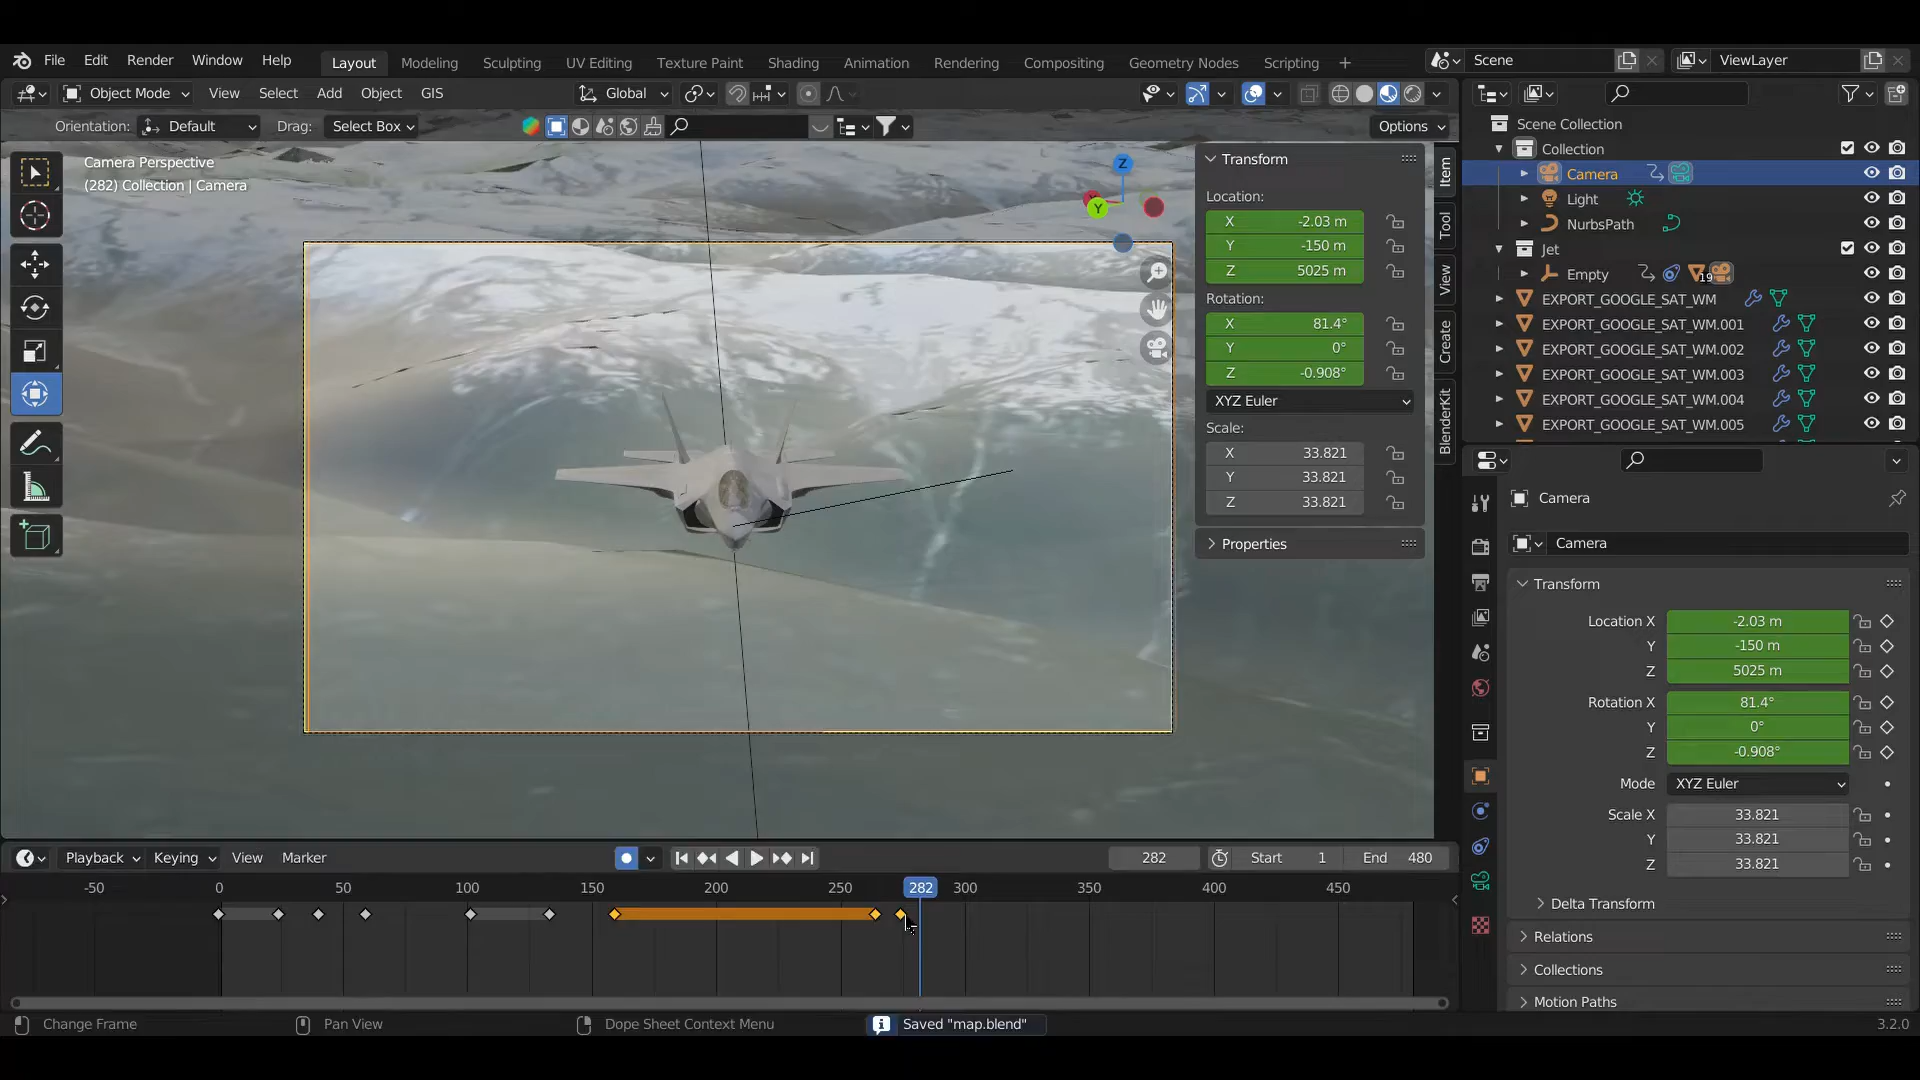 File Edit Render Window Help Layout Modeling Sculpting UV Editing Texture Paint Shading Animation Rendering Compositing Geometry Nodes Scripting + Scene ViewLayer
Object Mode View Select Add Object GIS Global
Orientation: Default Drag: Select Box Options
Camera Perspective
(282) Collection | Camera
Z
Y
Transform
Location:
X -2.03 m
Y -150 m
Z 5025 m
Rotation:
X 81.4°
Y 0°
Z -0.908°
XYZ Euler
Scale:
X 33.821
Y 33.821
Z 33.821
Properties
Item
Tool
View
Create
BlenderKit
Scene Collection
Collection
Camera
Light
NurbsPath
Jet
Empty 19
EXPORT_GOOGLE_SAT_WM
EXPORT_GOOGLE_SAT_WM.001
EXPORT_GOOGLE_SAT_WM.002
EXPORT_GOOGLE_SAT_WM.003
EXPORT_GOOGLE_SAT_WM.004
EXPORT_GOOGLE_SAT_WM.005
Camera
Camera
Transform
Location X -2.03 m
Y -150 m
Z 5025 m
Rotation X 81.4°
Y 0°
Z -0.908°
Mode XYZ Euler
Scale X 33.821
Y 33.821
Z 33.821
Delta Transform
Relations
Collections
Motion Paths
Playback Keying View Marker 282 Start 1 End 480
-50 0 50 100 150 200 250 282 300 350 400 450
Change Frame Pan View Dope Sheet Context Menu Saved "map.blend" 3.2.0